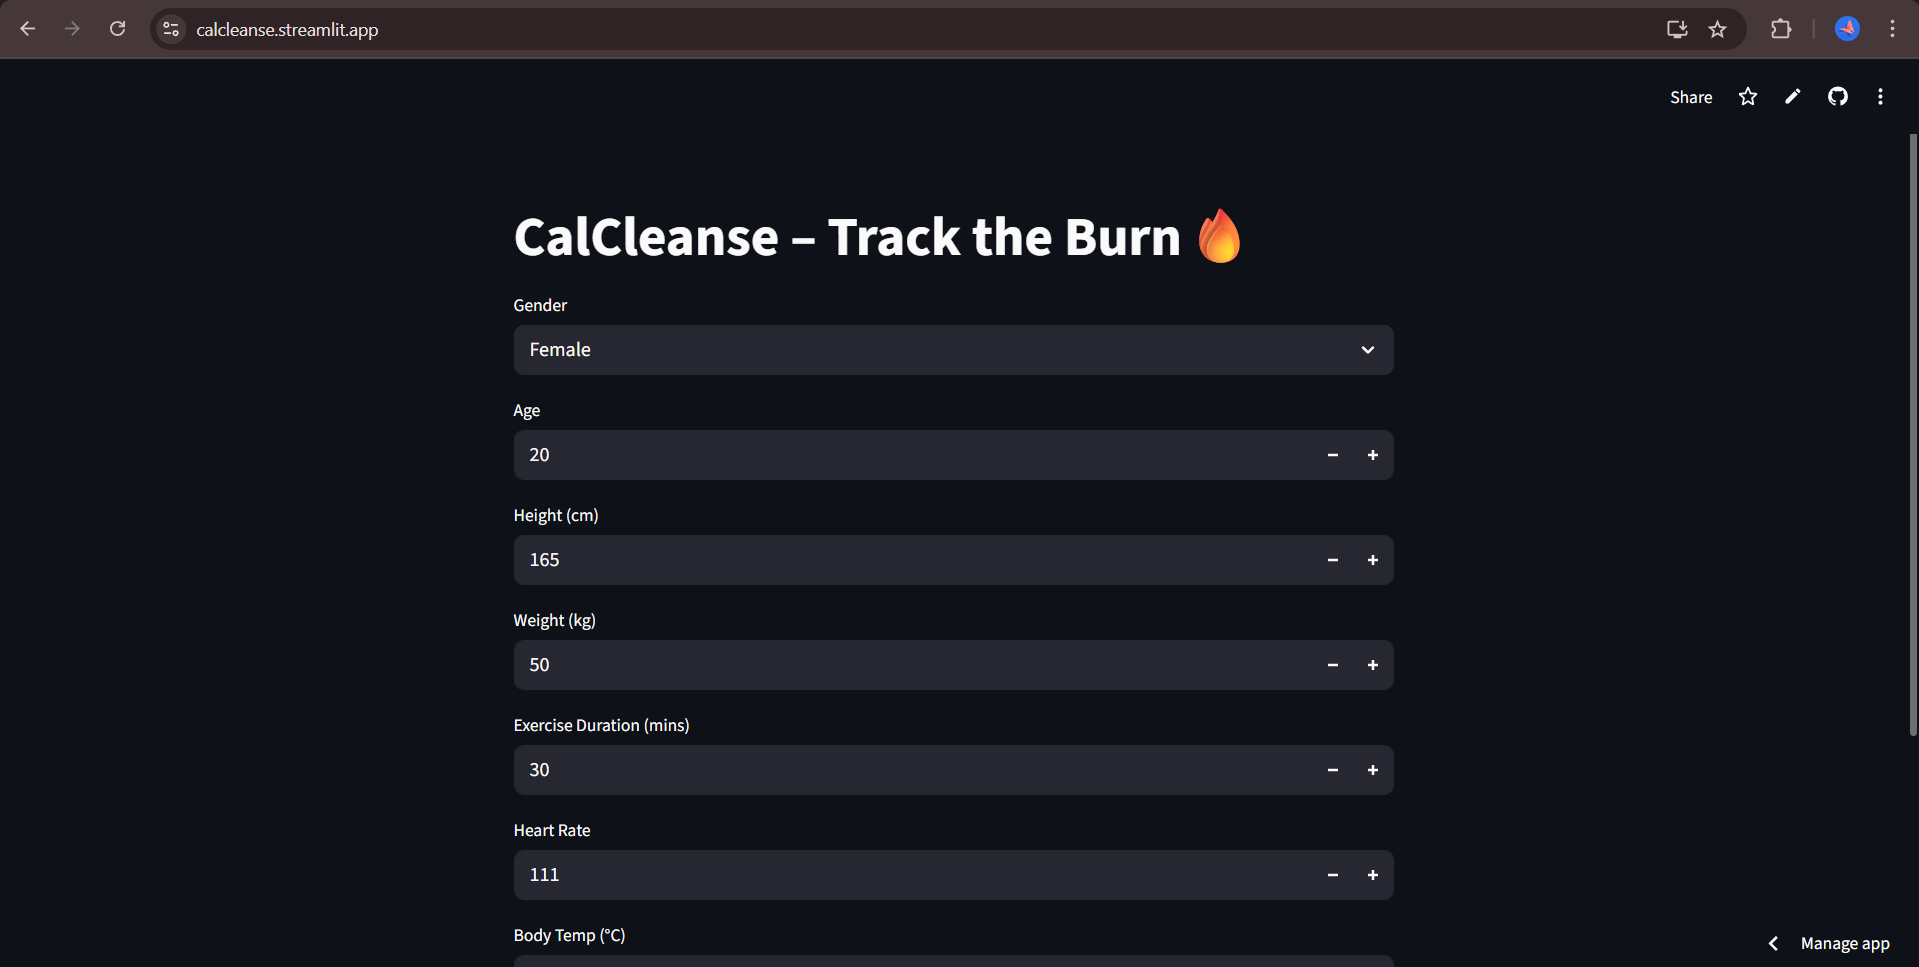 calcleanse.streamlit.app
Share
CalCleanse – Track the Burn 🔥
Gender
Female
Age
20
Height (cm)
165
Weight (kg)
50
Exercise Duration (mins)
30
Heart Rate
111
Body Temp (°C)
Manage app